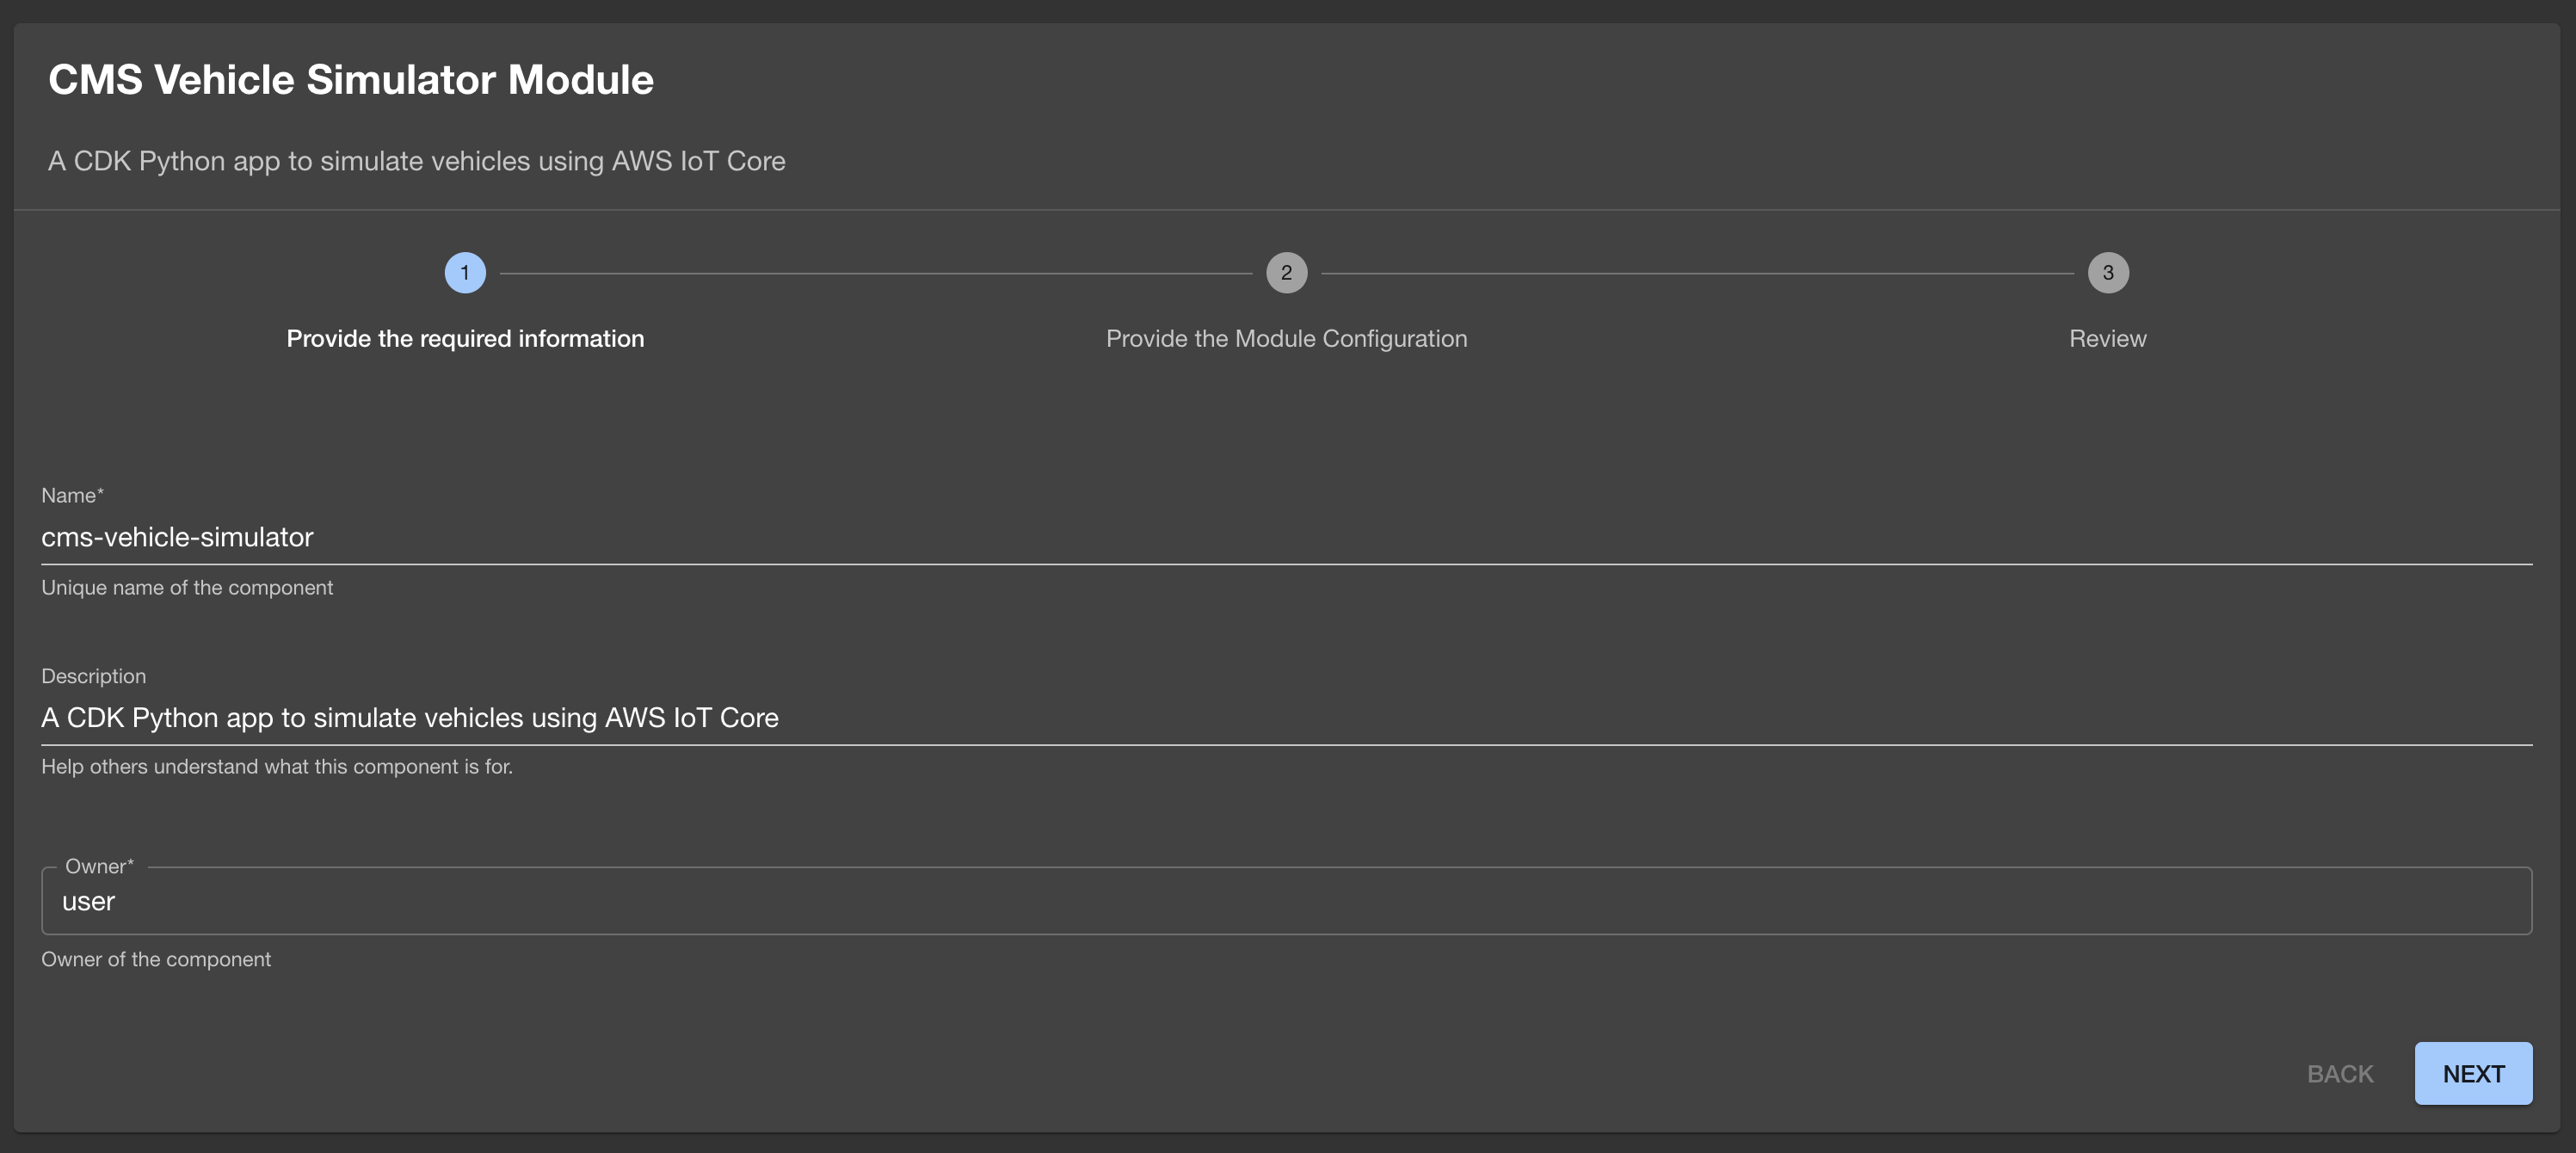 CMS Vehicle Simulator Module
A CDK Python app to simulate vehicles using AWS IoT Core
1
2
3
Provide the required information
Provide the Module Configuration
Review
Name*
cms-vehicle-simulator
Unique name of the component
Description
A CDK Python app to simulate vehicles using AWS IoT Core
Help others understand what this component is for.
Owner*
user
Owner of the component
BACK
NEXT